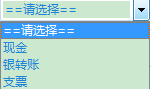 ==请选择==
==请选择==
现金
银转账
支票